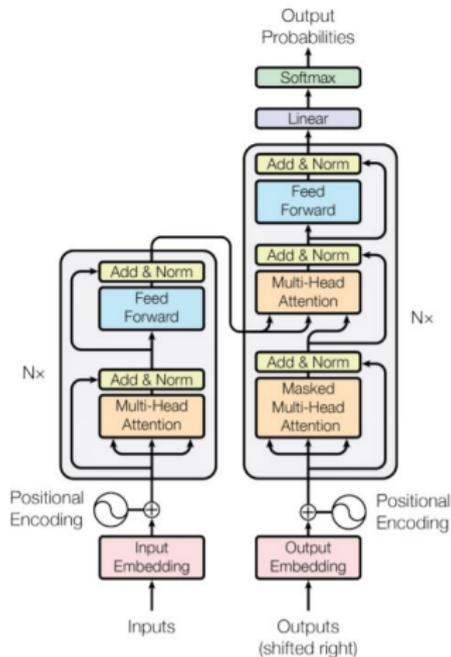 Output
Probabilities
Softmax
Linear
Add & Norm
Feed
Forward
Add & Norm
Multi-Head
Attention
Add & Norm
Masked
Multi-Head
Attention
N×
Add & Norm
Feed
Forward
Add & Norm
Multi-Head
Attention
N×
Positional
Encoding
Positional
Encoding
Input
Embedding
Output
Embedding
Inputs
Outputs
(shifted right)